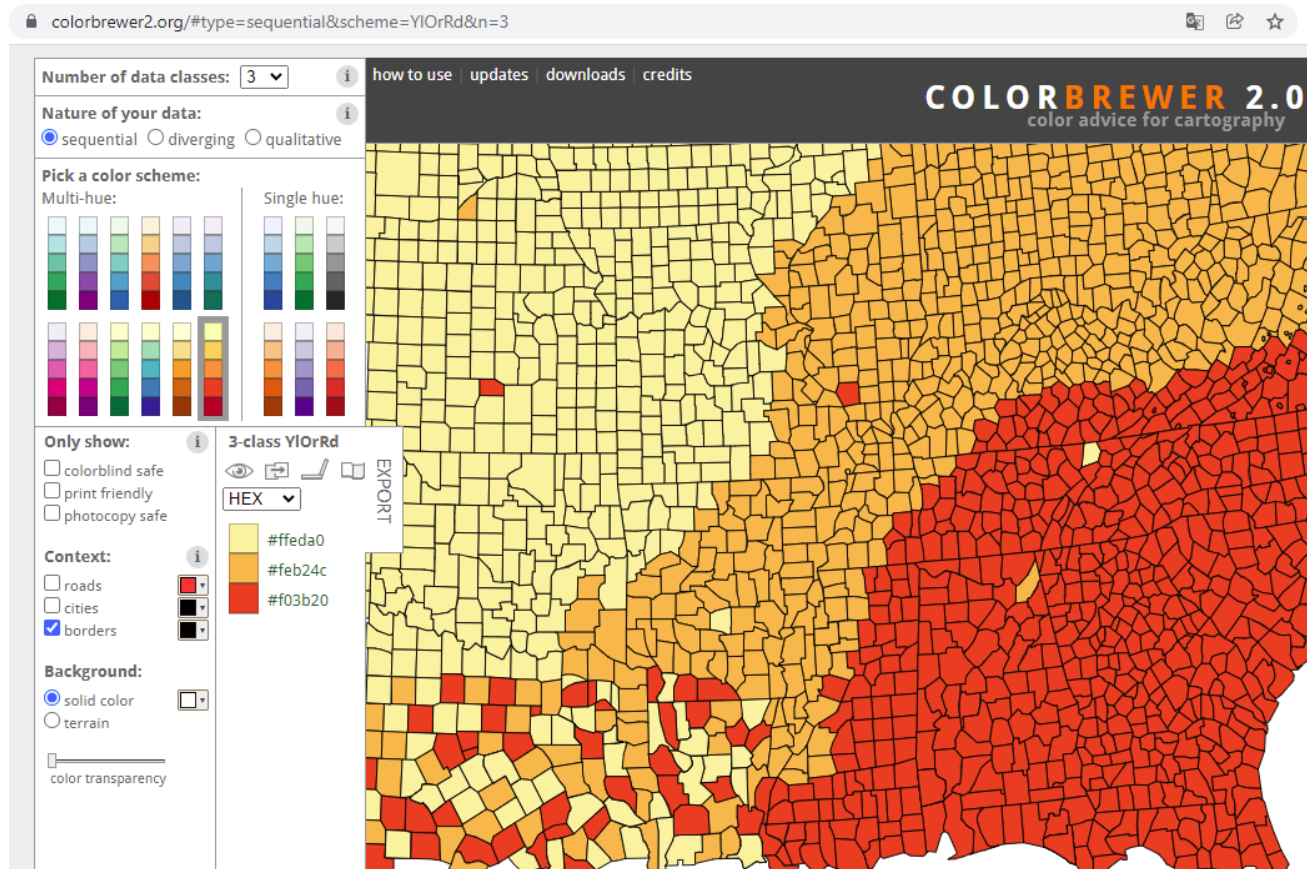 colorbrewer2.org/#type=sequential&scheme=YlOrRd&n=3
Number of data classes: 3 i
how to use | updates | downloads | credits
COLORBREWER 2.0
color advice for cartography
Nature of your data: i
sequential diverging qualitative
Pick a color scheme:
Multi-hue: Single hue:
Only show: i
colorblind safe
print friendly
photocopy safe
Context: i
roads
cities
borders
Background:
solid color
terrain
color transparency
3-class YlOrRd
EXPORT
HEX
#ffeda0
#feb24c
#f03b20